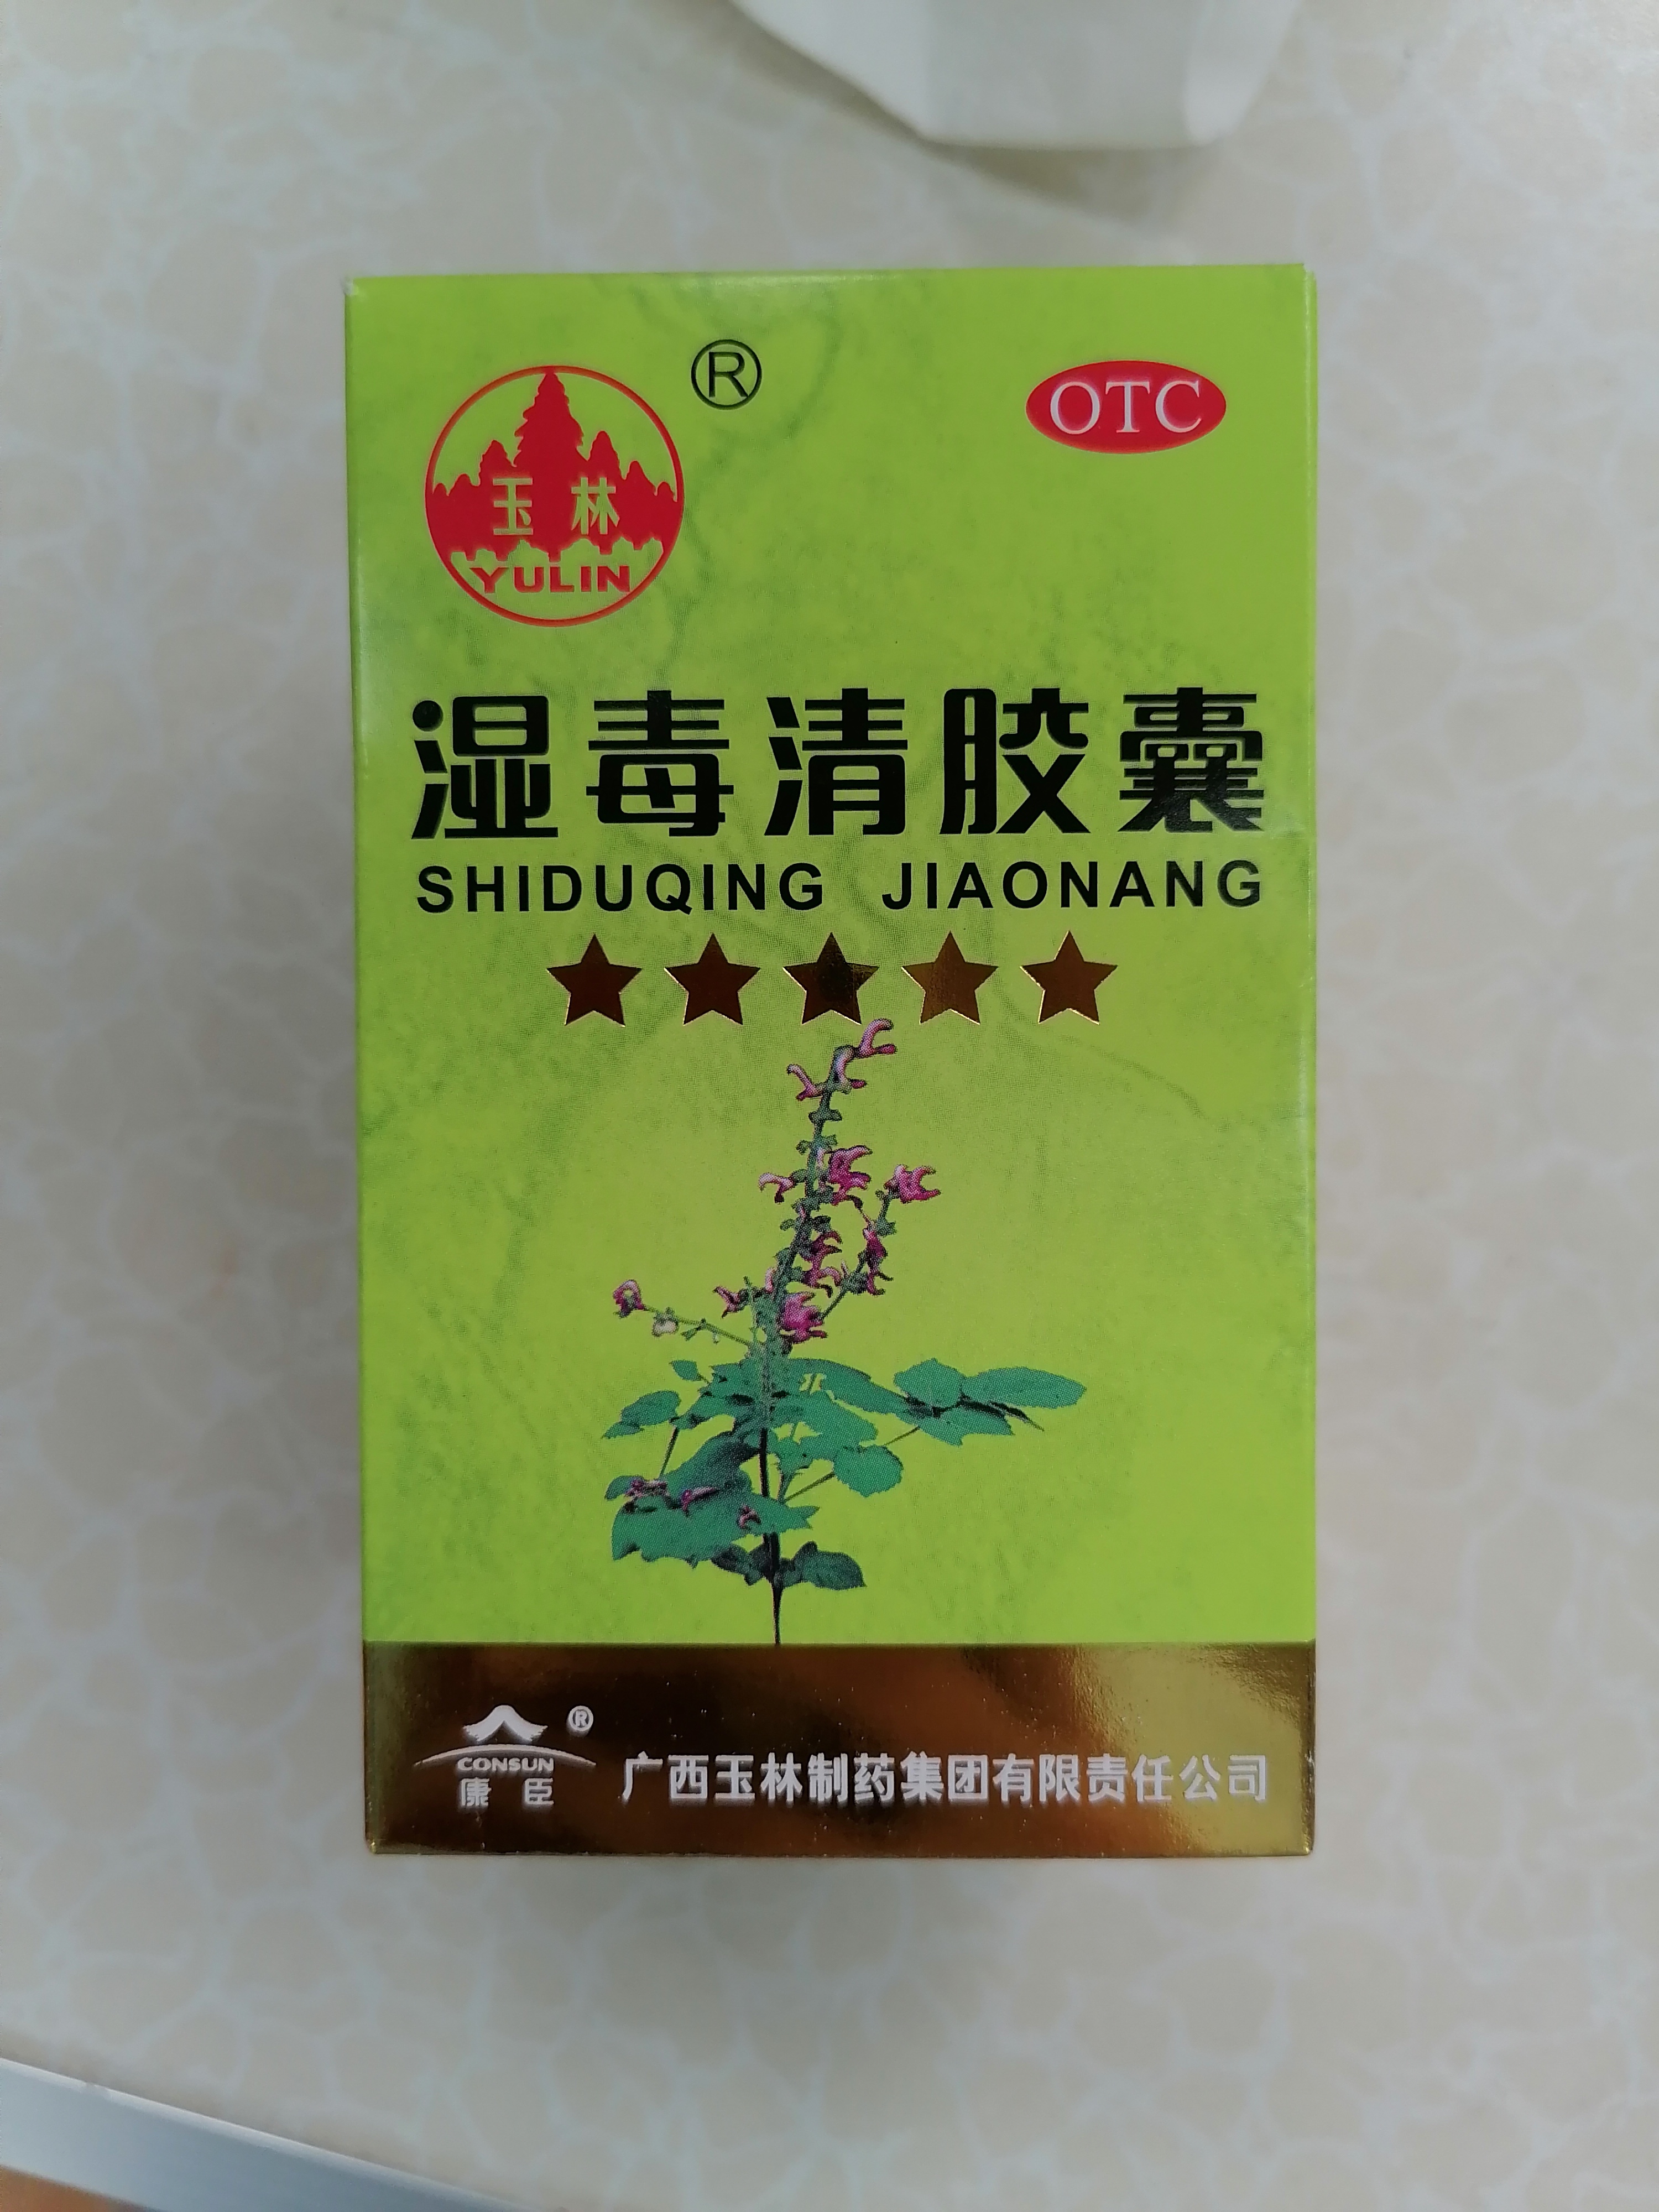 ®
OTC
玉林
YULIN
湿毒清胶囊
SHIDUQING JIAONANG
®
CONSUN
康臣
广西玉林制药集团有限责任公司